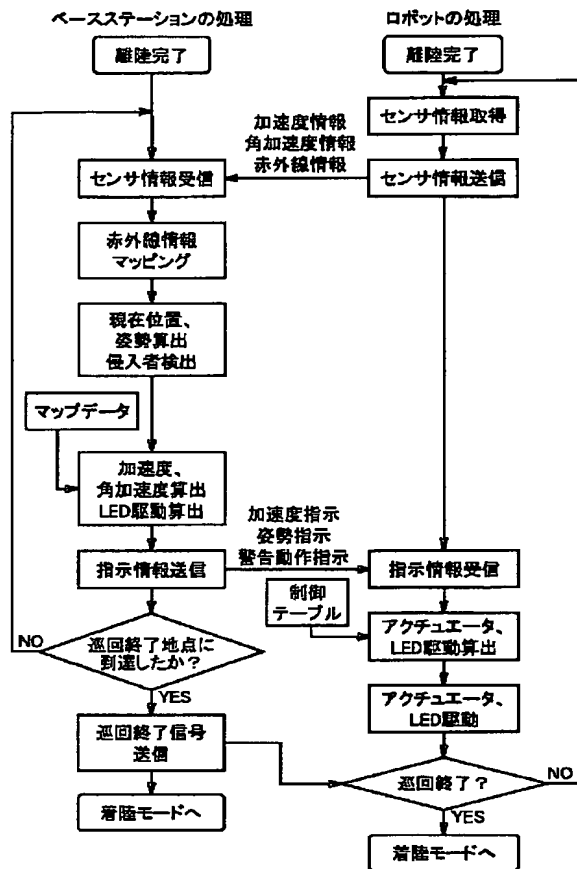 ベースステーションの処理
ロボットの処理
離陸完了
離陸完了
センサ情報取得
加速度情報
角加速度情報
赤外線情報
センサ情報受信
センサ情報送信
赤外線情報
マッピング
現在位置、
姿勢算出
侵入者検出
マップデータ
加速度、
角加速度算出
LED駆動算出
加速度指示
姿勢指示
警告動作指示
指示情報送信
指示情報受信
制御
テーブル
アクチュエータ、
LED駆動算出
NO
巡回終了地点に
到達したか？
YES
アクチュエータ、
LED駆動
巡回終了信号
送信
巡回終了？
NO
YES
着陸モードへ
着陸モードへ